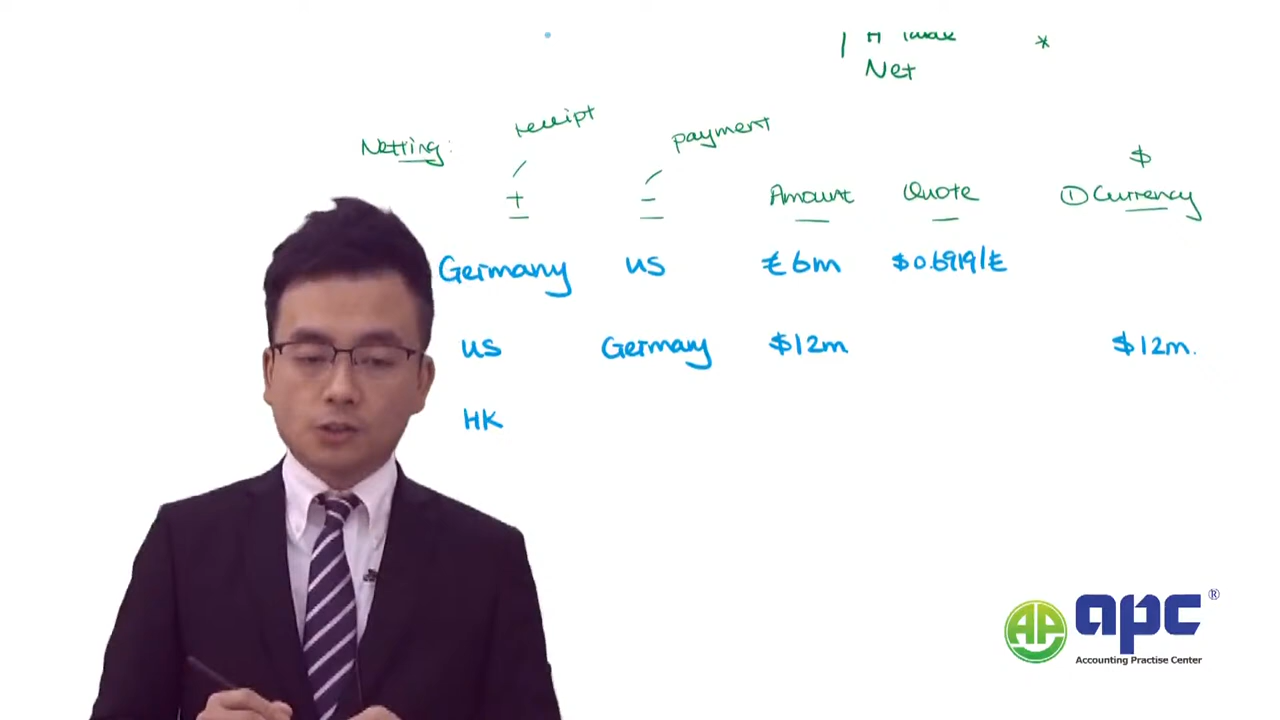 Net
*
receipt
payment
Netting:
$
+
-
Amount
Quote
① Currency
Germany
US
€6m
$0.6919/€
US
Germany
$12m
$12m.
HK
AP
apc®
Accounting Practise Center